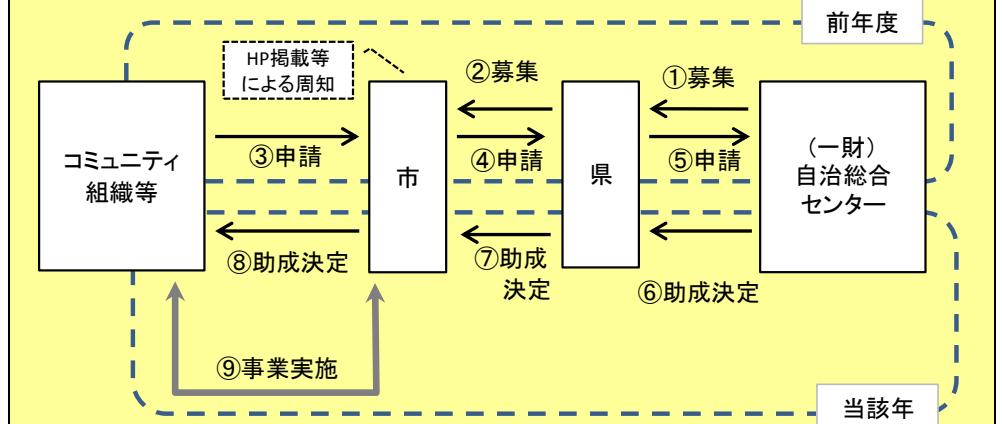 前年度
HP掲載等
による周知
②募集
①募集
③申請
④申請
⑤申請
コミュニティ
組織等
市
県
（一財）
自治総合
センター
⑧助成決定
⑦助成
決定
⑥助成決定
⑨事業実施
当該年